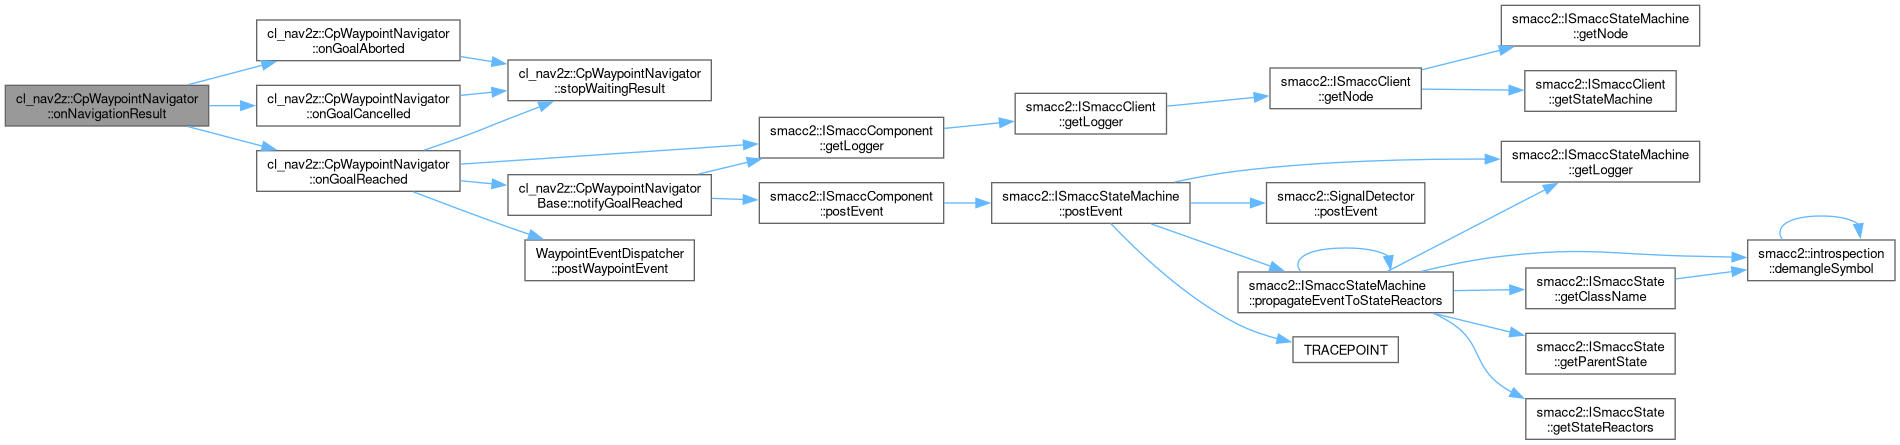 cl_nav2z::CpWaypointNavigator
::onNavigationResult
cl_nav2z::CpWaypointNavigator
::onGoalAborted
cl_nav2z::CpWaypointNavigator
::onGoalCancelled
cl_nav2z::CpWaypointNavigator
::onGoalReached
cl_nav2z::CpWaypointNavigator
::stopWaitingResult
cl_nav2z::CpWaypointNavigator
Base::notifyGoalReached
WaypointEventDispatcher
::postWaypointEvent
smacc2::ISmaccComponent
::getLogger
smacc2::ISmaccComponent
::postEvent
smacc2::ISmaccClient
::getLogger
smacc2::ISmaccStateMachine
::postEvent
smacc2::ISmaccClient
::getNode
smacc2::SignalDetector
::postEvent
smacc2::ISmaccStateMachine
::propagateEventToStateReactors
TRACEPOINT
smacc2::ISmaccStateMachine
::getNode
smacc2::ISmaccClient
::getStateMachine
smacc2::ISmaccStateMachine
::getLogger
smacc2::ISmaccState
::getClassName
smacc2::ISmaccState
::getParentState
smacc2::ISmaccState
::getStateReactors
smacc2::introspection
::demangleSymbol